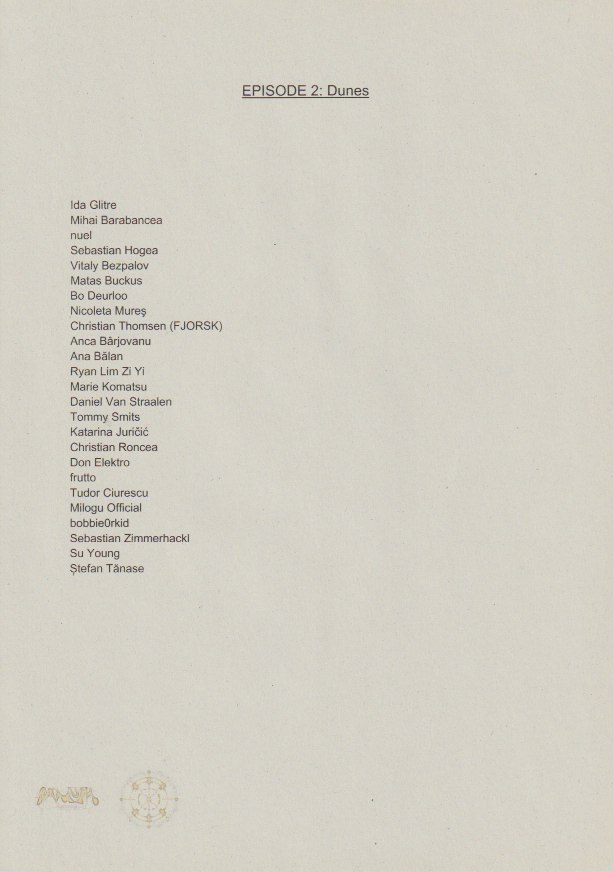 EPISODE 2: Dunes
Ida Glitre
Mihai Barabancea
nuel
Sebastian Hogea
Vitaly Bezpalov
Matas Buckus
Bo Deurloo
Nicoleta Mureş
Christian Thomsen (FJORSK)
Anca Bârjovanu
Ana Bălan
Ryan Lim Zi Yi
Marie Komatsu
Daniel Van Straalen
Tommy Smits
Katarina Juričić
Christian Roncea
Don Elektro
frutto
Tudor Ciurescu
Milogu Official
bobbie0rkid
Sebastian Zimmerhackl
Su Young
Ștefan Tănase